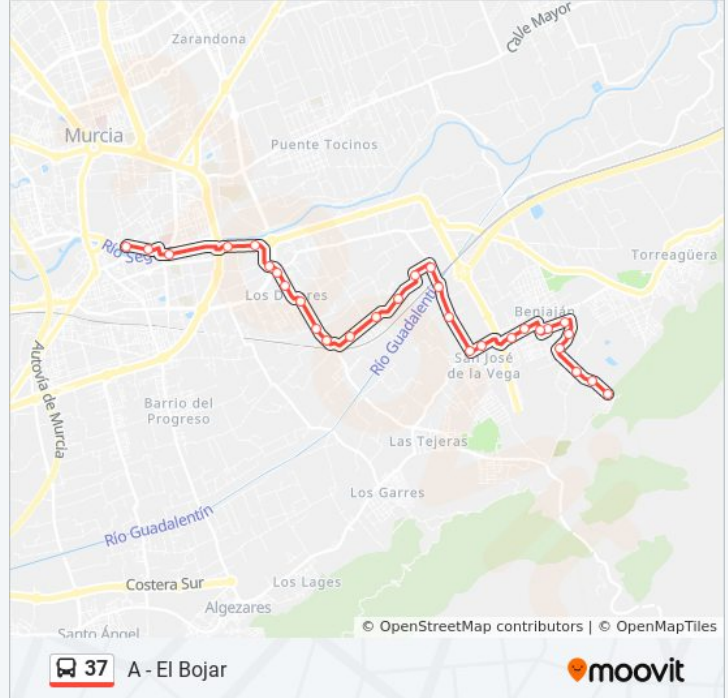 Calle Mayor
Zarandona
Murcia
Puente Tocinos
Río Seg
Torreagüera
Los D
res
Río Guadalentín
Beniaján
San José
de la Vega
Autovía de Murcia
Barrio del
Progreso
Las Tejeras
Los Garres
Río Guadalentín
Costera Sur
Los Lages
Algezares
Santo Ángel
© OpenStreetMap contributors | © OpenMapTiles
37 A - El Bojar
moovit